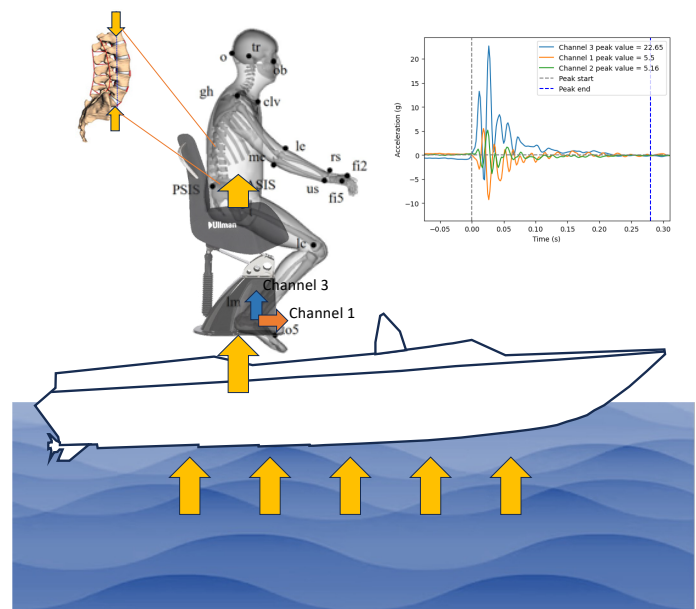 o
tr
ob
gh
clv
le
me
rs
fi2
us
fi5
PSIS
ASIS
Ullman
lc
lm
Channel 3
Channel 1
to5
Channel 3 peak value = 22.65
Channel 1 peak value = 5.5
Channel 2 peak value = 5.16
Peak start
Peak end
Acceleration (g)
20
15
10
5
0
−5
−10
−0.05
0.00
0.05
0.10
0.15
0.20
0.25
0.30
Time (s)